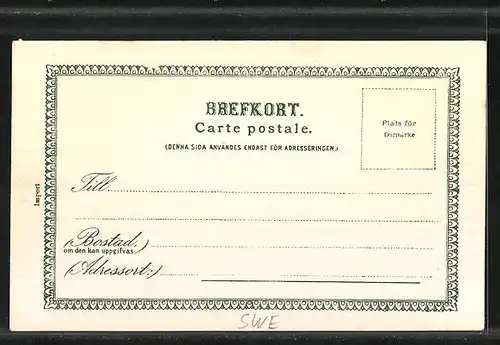 BREFKORT.
Carte postale.
(DENNA SIDA ANVÄNDES ENDAST FÖR ADRESSERINGEN.)
Plats för
frimärke
Till
(Bostad.)
om den kan uppgifvas.
(Adressort:)
Import
SWE